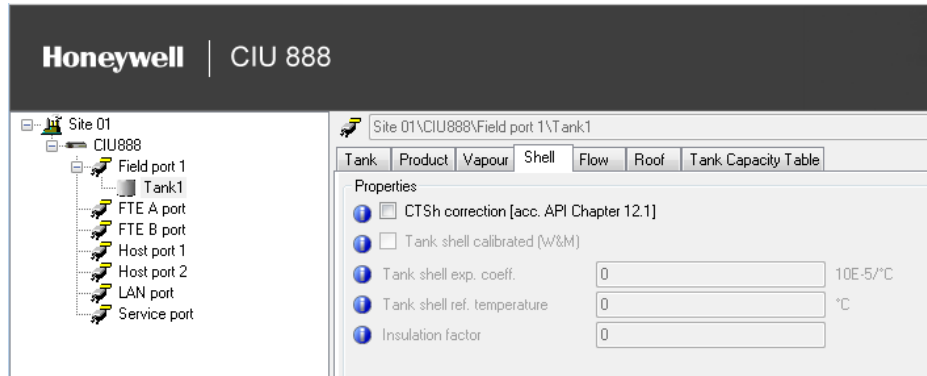 Honeywell | CIU 888
Site 01
CIU888
Field port 1
Tank1
FTE A port
FTE B port
Host port 1
Host port 2
LAN port
Service port
Site 01\CIU888\Field port 1\Tank1
Tank Product Vapour Shell Flow Roof Tank Capacity Table
Properties
CTSh correction [acc. API Chapter 12.1]
Tank shell calibrated (W&M)
Tank shell exp. coeff. 0 10E-5/°C
Tank shell ref. temperature 0 °C
Insulation factor 0